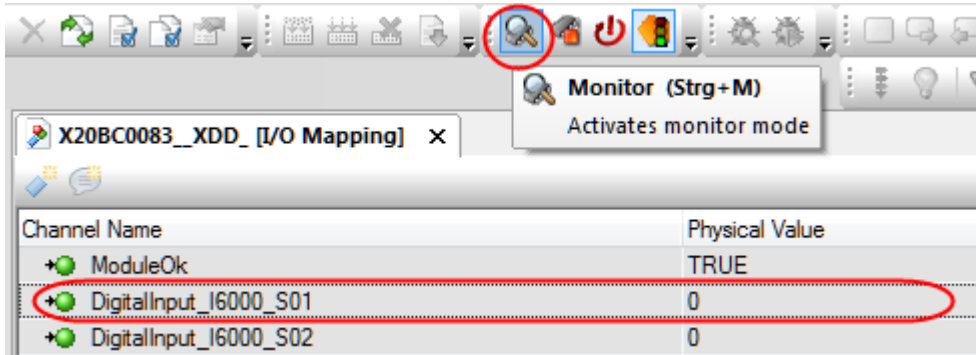 Monitor (Strg+M)
Activates monitor mode
X20BC0083__XDD_ [I/O Mapping]
Channel Name Physical Value
ModuleOk TRUE
DigitalInput_I6000_S01 0
DigitalInput_I6000_S02 0